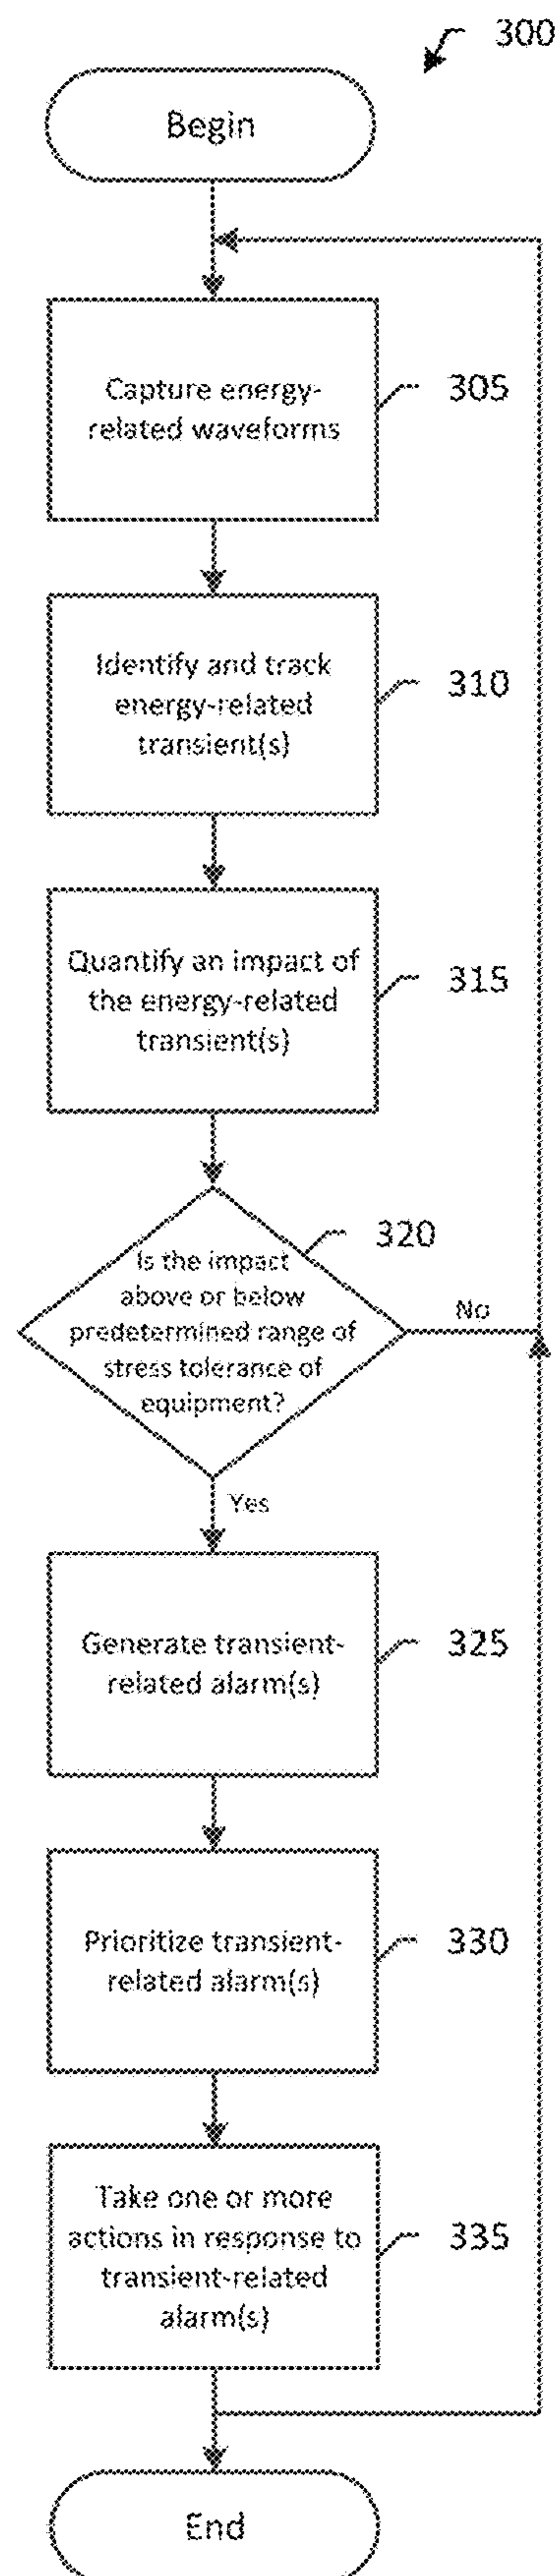 300
Begin
Capture energy-
related waveforms
305
Identify and track
energy-related
transient(s)
310
Quantify an impact of
the energy-related
transient(s)
315
320
Is the impact
above or below
predetermined range of
stress tolerance of
equipment?
No
Yes
Generate transient-
related alarm(s)
325
Prioritize transient-
related alarm(s)
330
Take one or more
actions in response to
transient-related
alarm(s)
335
End